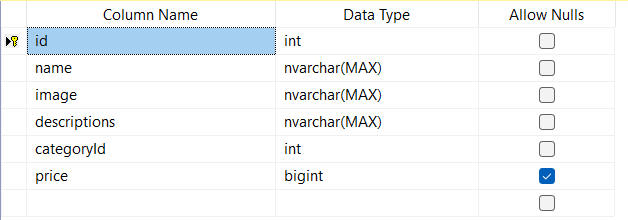 Column Name Data Type Allow Nulls
id int
name nvarchar(MAX)
image nvarchar(MAX)
descriptions nvarchar(MAX)
categoryId int
price bigint